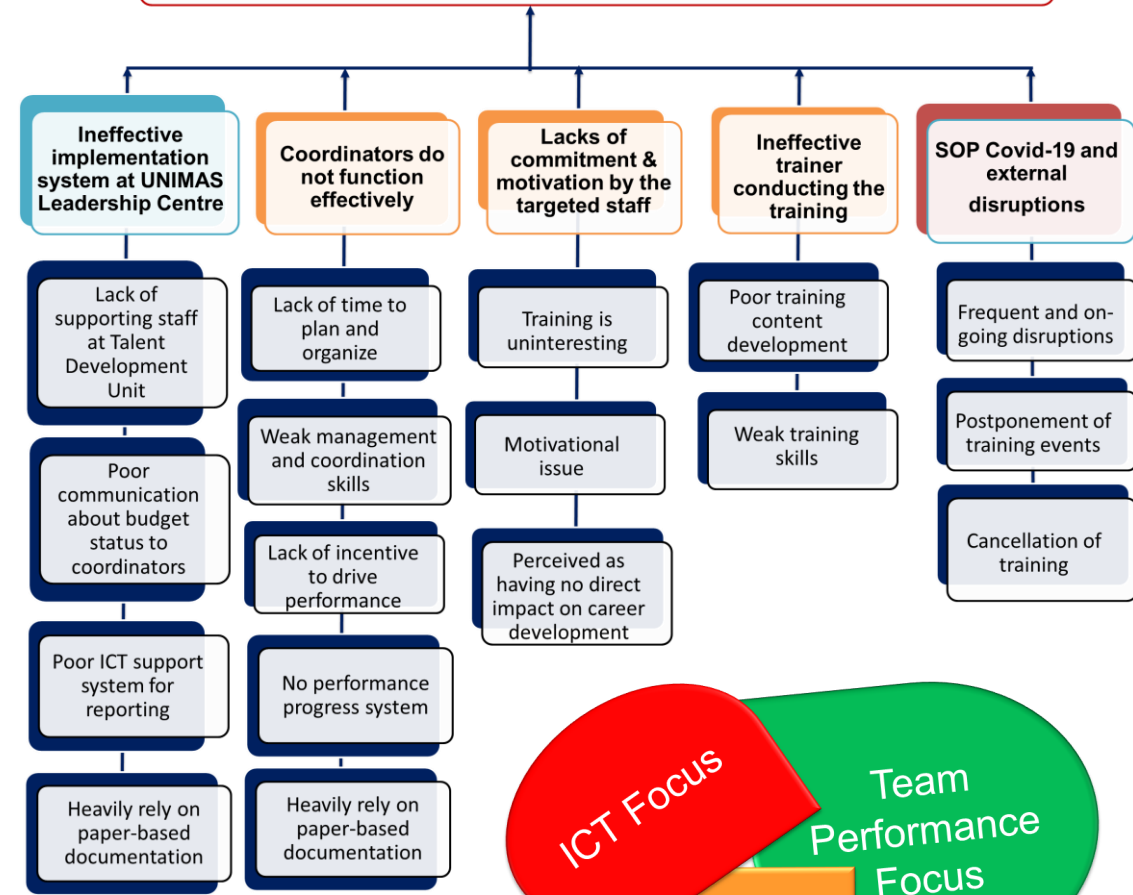 Ineffective
implementation
system at UNIMAS
Leadership Centre
Lack of
supporting staff
at Talent
Development
Unit
Poor
communication
about budget
status to
coordinators
Poor ICT support
system for
reporting
Heavily rely on
paper-based
documentation
Coordinators do
not function
effectively
Lack of time to
plan and
organize
Weak management
and coordination
skills
Lack of incentive
to drive
performance
No performance
progress system
Heavily rely on
paper-based
documentation
Lacks of
commitment &
motivation by the
targeted staff
Training is
uninteresting
Motivational
issue
Perceived as
having no direct
impact on career
development
Ineffective
trainer
conducting the
training
Poor training
content
development
Weak training
skills
SOP Covid-19 and
external
disruptions
Frequent and on-
going disruptions
Postponement of
training events
Cancellation of
training
ICT Focus
Team
Performance
Focus